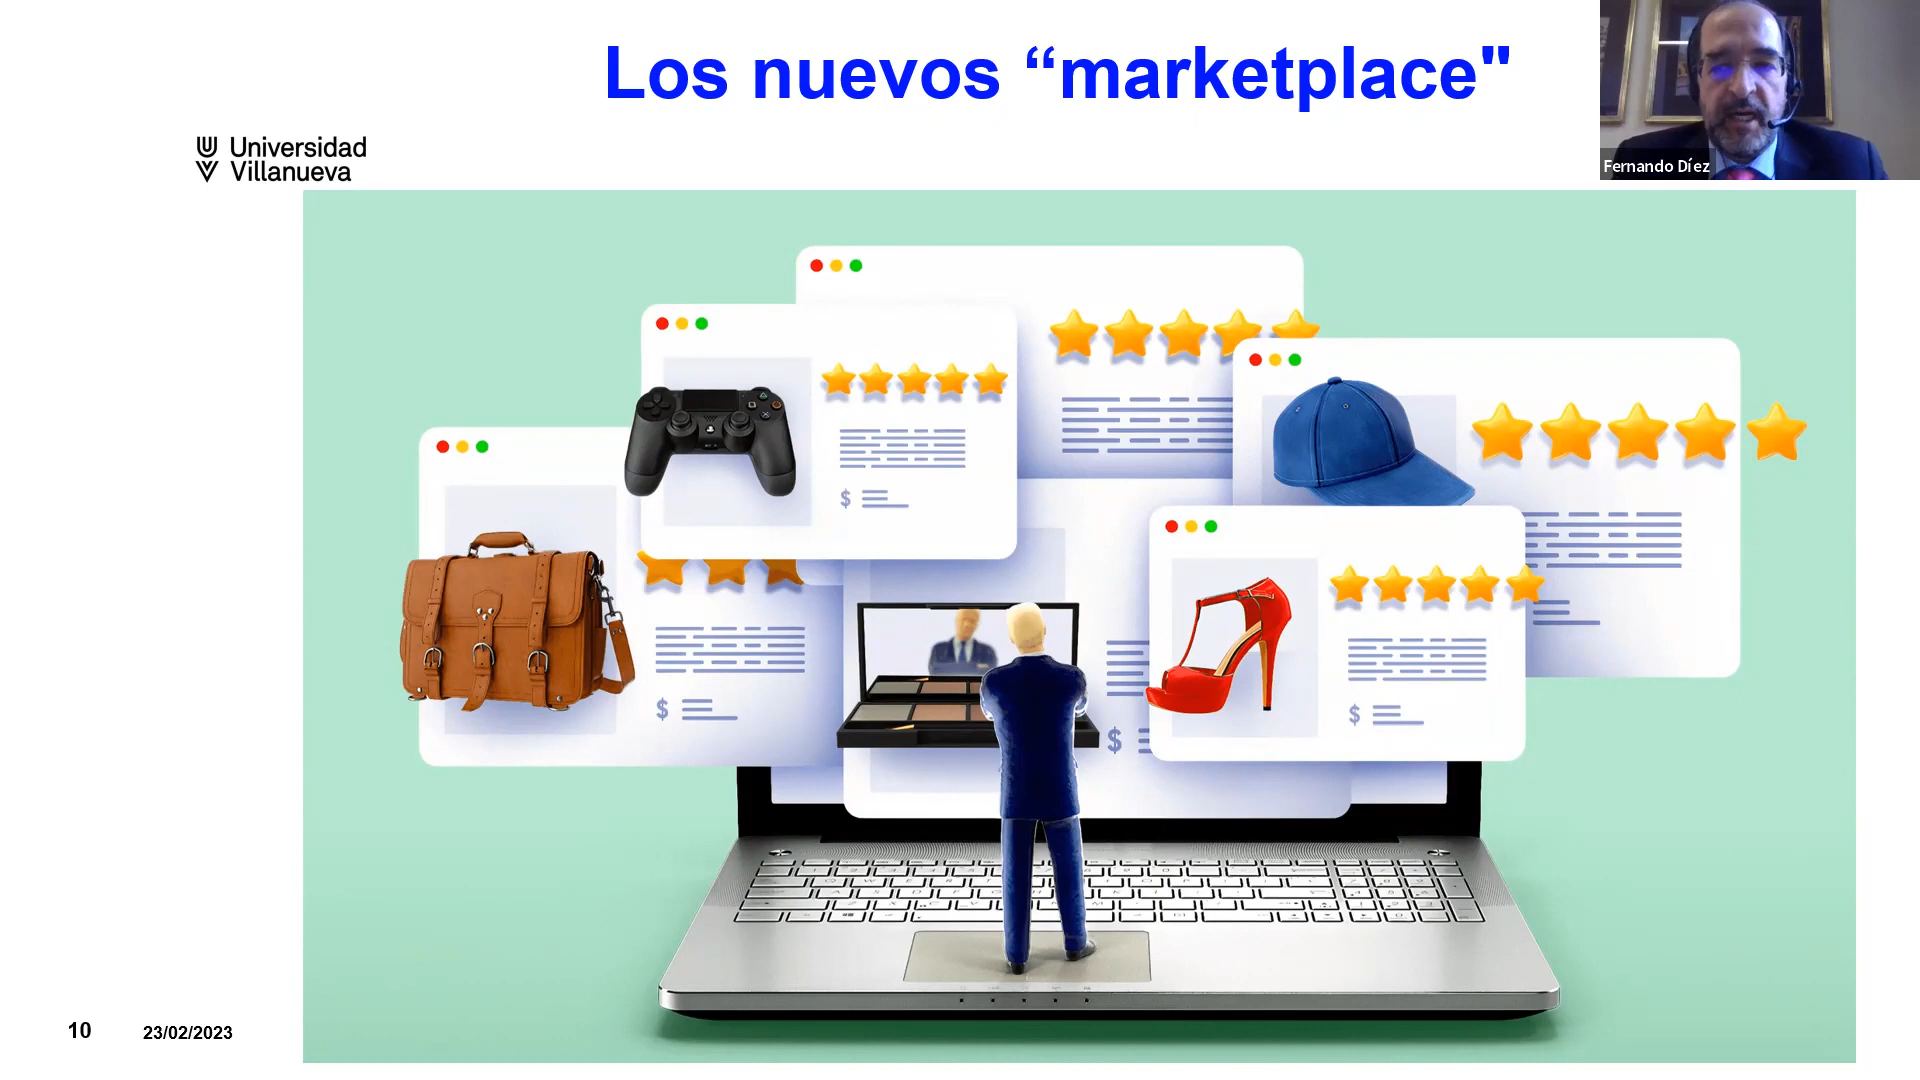 Los nuevos “marketplace"
Fernando Díez
Universidad
Villanueva
$
$
$
$
10
23/02/2023